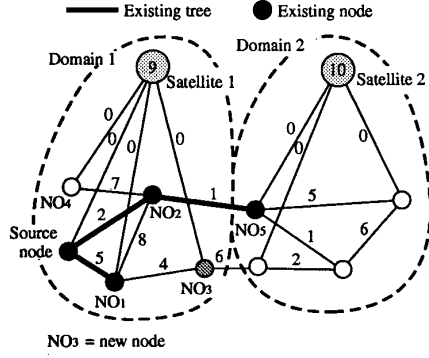 Existing tree
Existing node
Domain 1
Domain 2
9
10
Satellite 1
Satellite 2
0
0
0
0
0
0
0
NO4
7
NO2
1
5
2
NO5
Source
node
8
1
6
5
4
6
2
NO1
NO3
NO3 = new node